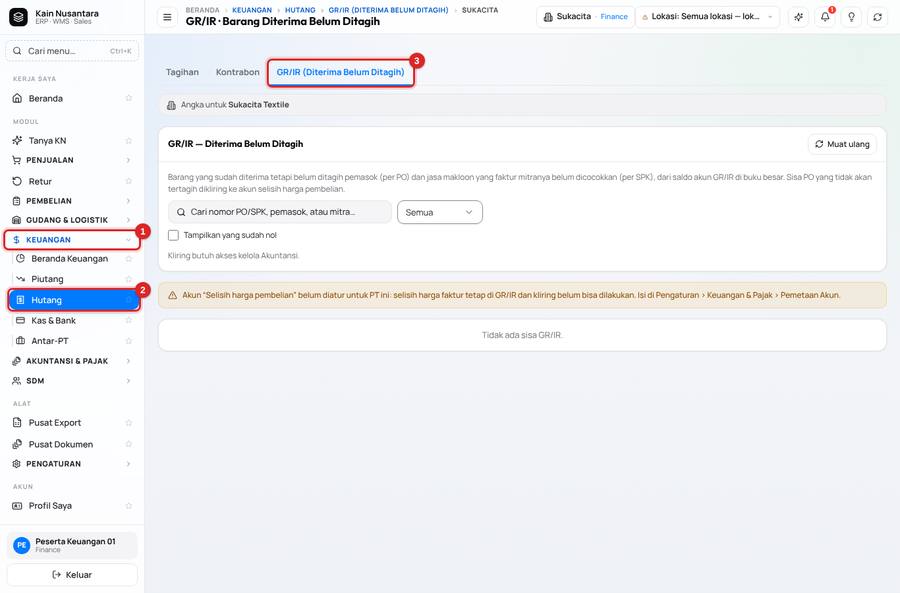 Kain Nusantara
ERP · WMS · Sales
Cari menu...
Ctrl+K
KERJA SAYA
Beranda
MODUL
Tanya KN
PENJUALAN
Retur
PEMBELIAN
GUDANG & LOGISTIK
KEUANGAN
1
Beranda Keuangan
Piutang
Hutang
2
Kas & Bank
Antar-PT
AKUNTANSI & PAJAK
SDM
ALAT
Pusat Export
Pusat Dokumen
PENGATURAN
AKUN
Profil Saya
PE
Peserta Keuangan 01
Finance
Keluar
BERANDA › KEUANGAN › HUTANG › GR/IR (DITERIMA BELUM DITAGIH) › SUKACITA
GR/IR · Barang Diterima Belum Ditagih
Sukacita · Finance
Lokasi: Semua lokasi — lok...
1
Tagihan
Kontrabon
GR/IR (Diterima Belum Ditagih)
3
Angka untuk Sukacita Textile
GR/IR — Diterima Belum Ditagih
Muat ulang
Barang yang sudah diterima tetapi belum ditagih pemasok (per PO) dan jasa makloon yang faktur mitranya belum dicocokkan (per SPK), dari saldo akun GR/IR di buku besar. Sisa PO yang tidak akan
tertagih dikliring ke akun selisih harga pembelian.
Cari nomor PO/SPK, pemasok, atau mitra...
Semua
Tampilkan yang sudah nol
Kliring butuh akses kelola Akuntansi.
Akun "Selisih harga pembelian" belum diatur untuk PT ini: selisih harga faktur tetap di GR/IR dan kliring belum bisa dilakukan. Isi di Pengaturan › Keuangan & Pajak › Pemetaan Akun.
Tidak ada sisa GR/IR.